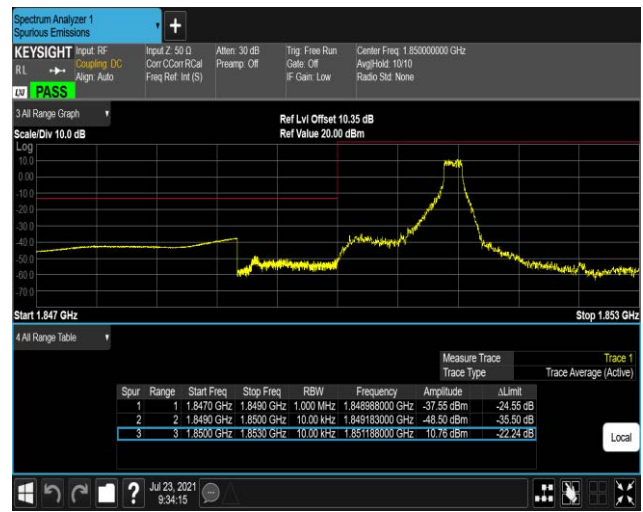 Spectrum Analyzer 1
Spurious Emissions
+
KEYSIGHT Input: RF Input Z: 50 Ω Atten: 30 dB Trig: Free Run Center Freq: 1.850000000 GHz
RL Coupling: DC Corr CCorr RCal Preamp: Off Gate: Off Avg|Hold: 10/10
Align: Auto Freq Ref: Int (S) IF Gain: Low Radio Std: None
LXI PASS
3 All Range Graph
Ref Lvl Offset 10.35 dB
Scale/Div 10.0 dB Ref Value 20.00 dBm
Log
10.0
0.00
-10.0
-20.0
-30.0
-40.0
-50.0
-60.0
-70.0
Start 1.847 GHz Stop 1.853 GHz
4 All Range Table
Measure Trace Trace 1
Trace Type Trace Average (Active)
Spur Range Start Freq Stop Freq RBW Frequency Amplitude ΔLimit
1 1 1.8470 GHz 1.8490 GHz 1.000 MHz 1.848988000 GHz -37.55 dBm -24.55 dB
2 2 1.8490 GHz 1.8500 GHz 10.00 kHz 1.849183000 GHz -48.50 dBm -35.50 dB
3 3 1.8500 GHz 1.8530 GHz 10.00 kHz 1.851188000 GHz 10.76 dBm -22.24 dB
Local
? Jul 23, 2021
9:34:15